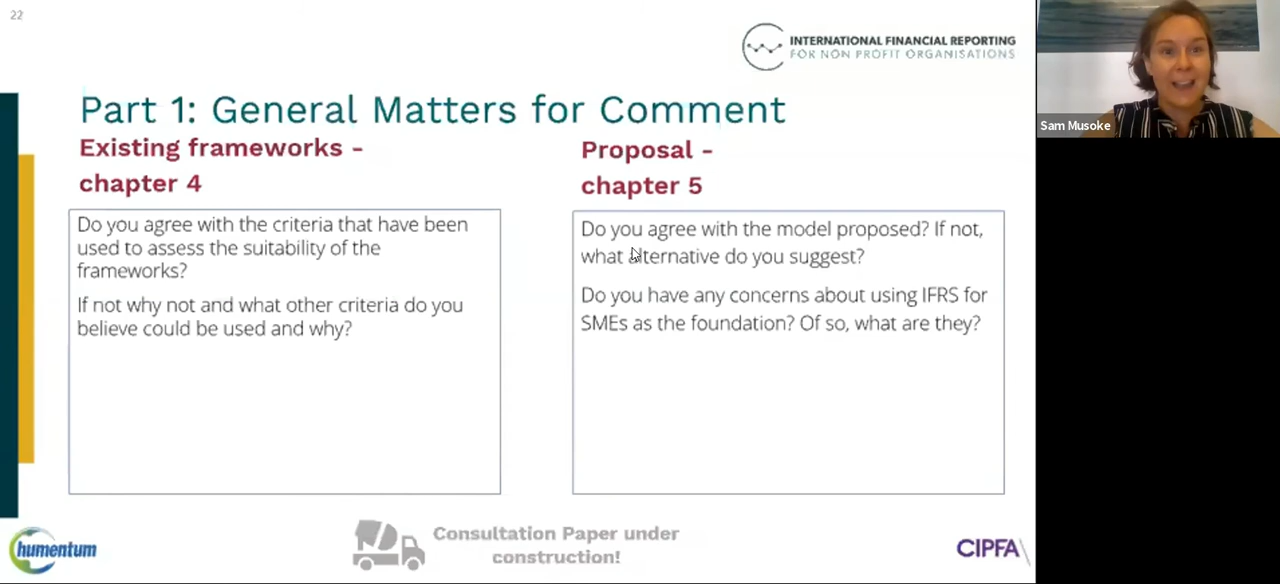 22
INTERNATIONAL FINANCIAL REPORTING
FOR NON PROFIT ORGANISATIONS
Sam Musoke
Part 1: General Matters for Comment
Existing frameworks -
chapter 4
Do you agree with the criteria that have been
used to assess the suitability of the
frameworks?
If not why not and what other criteria do you
believe could be used and why?
Proposal -
chapter 5
Do you agree with the model proposed? If not,
what alternative do you suggest?
Do you have any concerns about using IFRS for
SMEs as the foundation? Of so, what are they?
humentum
Consultation Paper under
construction!
CIPFA